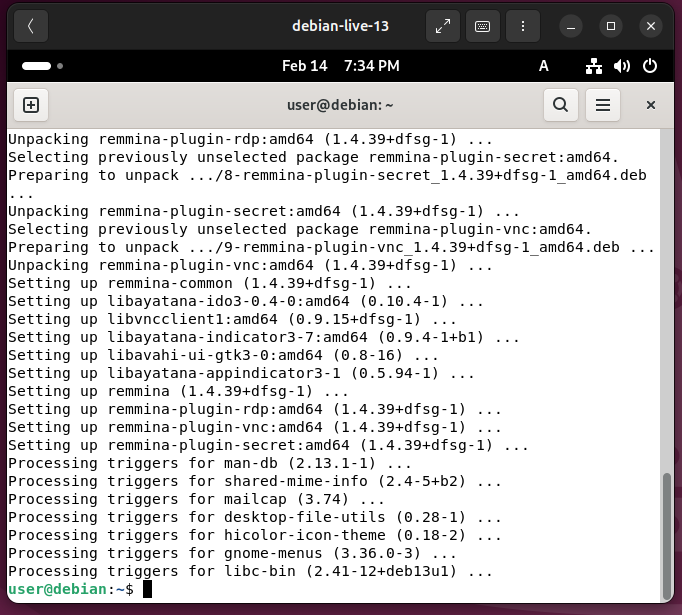 debian-live-13
Feb 14 7:34 PM A
user@debian: ~
Unpacking remmina-plugin-rdp:amd64 (1.4.39+dfsg-1) ...
Selecting previously unselected package remmina-plugin-secret:amd64.
Preparing to unpack .../8-remmina-plugin-secret_1.4.39+dfsg-1_amd64.deb
...
Unpacking remmina-plugin-secret:amd64 (1.4.39+dfsg-1) ...
Selecting previously unselected package remmina-plugin-vnc:amd64.
Preparing to unpack .../9-remmina-plugin-vnc_1.4.39+dfsg-1_amd64.deb ...
Unpacking remmina-plugin-vnc:amd64 (1.4.39+dfsg-1) ...
Setting up remmina-common (1.4.39+dfsg-1) ...
Setting up libayatana-ido3-0.4-0:amd64 (0.10.4-1) ...
Setting up libvncclient1:amd64 (0.9.15+dfsg-1) ...
Setting up libayatana-indicator3-7:amd64 (0.9.4-1+b1) ...
Setting up libavahi-ui-gtk3-0:amd64 (0.8-16) ...
Setting up libayatana-appindicator3-1 (0.5.94-1) ...
Setting up remmina (1.4.39+dfsg-1) ...
Setting up remmina-plugin-rdp:amd64 (1.4.39+dfsg-1) ...
Setting up remmina-plugin-vnc:amd64 (1.4.39+dfsg-1) ...
Setting up remmina-plugin-secret:amd64 (1.4.39+dfsg-1) ...
Processing triggers for man-db (2.13.1-1) ...
Processing triggers for shared-mime-info (2.4-5+b2) ...
Processing triggers for mailcap (3.74) ...
Processing triggers for desktop-file-utils (0.28-1) ...
Processing triggers for hicolor-icon-theme (0.18-2) ...
Processing triggers for gnome-menus (3.36.0-3) ...
Processing triggers for libc-bin (2.41-12+deb13u1) ...
user@debian:~$